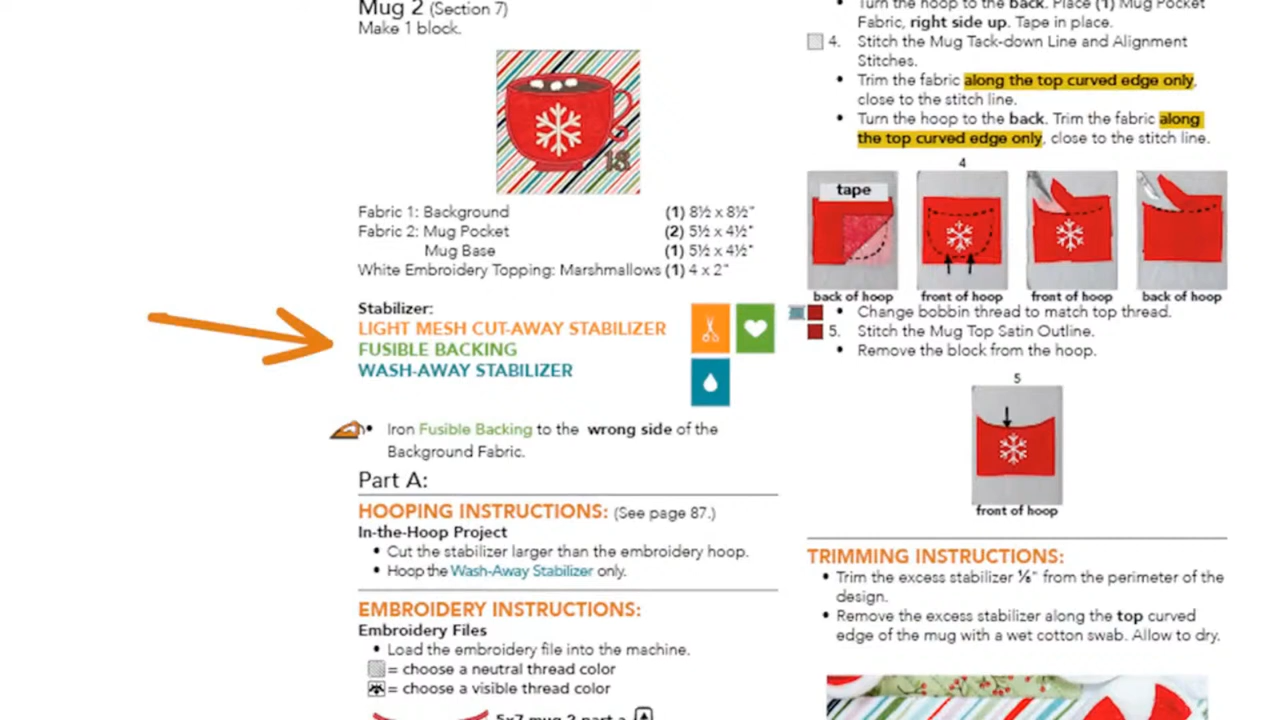 Mug 2 (Section 7)
Make 1 block.
18
Fabric 1: Background (1) 8½ x 8½"
Fabric 2: Mug Pocket (2) 5½ x 4½"
Mug Base (1) 5½ x 4½"
White Embroidery Topping: Marshmallows (1) 4 x 2"
Stabilizer:
LIGHT MESH CUT-AWAY STABILIZER
FUSIBLE BACKING
WASH-AWAY STABILIZER
• Iron Fusible Backing to the wrong side of the
Background Fabric.
Part A:
HOOPING INSTRUCTIONS: (See page 87.)
In-the-Hoop Project
• Cut the stabilizer larger than the embroidery hoop.
• Hoop the Wash-Away Stabilizer only.
EMBROIDERY INSTRUCTIONS:
Embroidery Files
• Load the embroidery file into the machine.
= choose a neutral thread color
= choose a visible thread color
5x7 mug 2 part a
• Turn the hoop to the back. Place (1) Mug Pocket
Fabric, right side up. Tape in place.
4. Stitch the Mug Tack-down Line and Alignment
Stitches.
• Trim the fabric along the top curved edge only,
close to the stitch line.
• Turn the hoop to the back. Trim the fabric along
the top curved edge only, close to the stitch line.
4
tape
back of hoop front of hoop front of hoop back of hoop
• Change bobbin thread to match top thread.
5. Stitch the Mug Top Satin Outline.
• Remove the block from the hoop.
5
front of hoop
TRIMMING INSTRUCTIONS:
• Trim the excess stabilizer ⅛" from the perimeter of the
design.
• Remove the excess stabilizer along the top curved
edge of the mug with a wet cotton swab. Allow to dry.